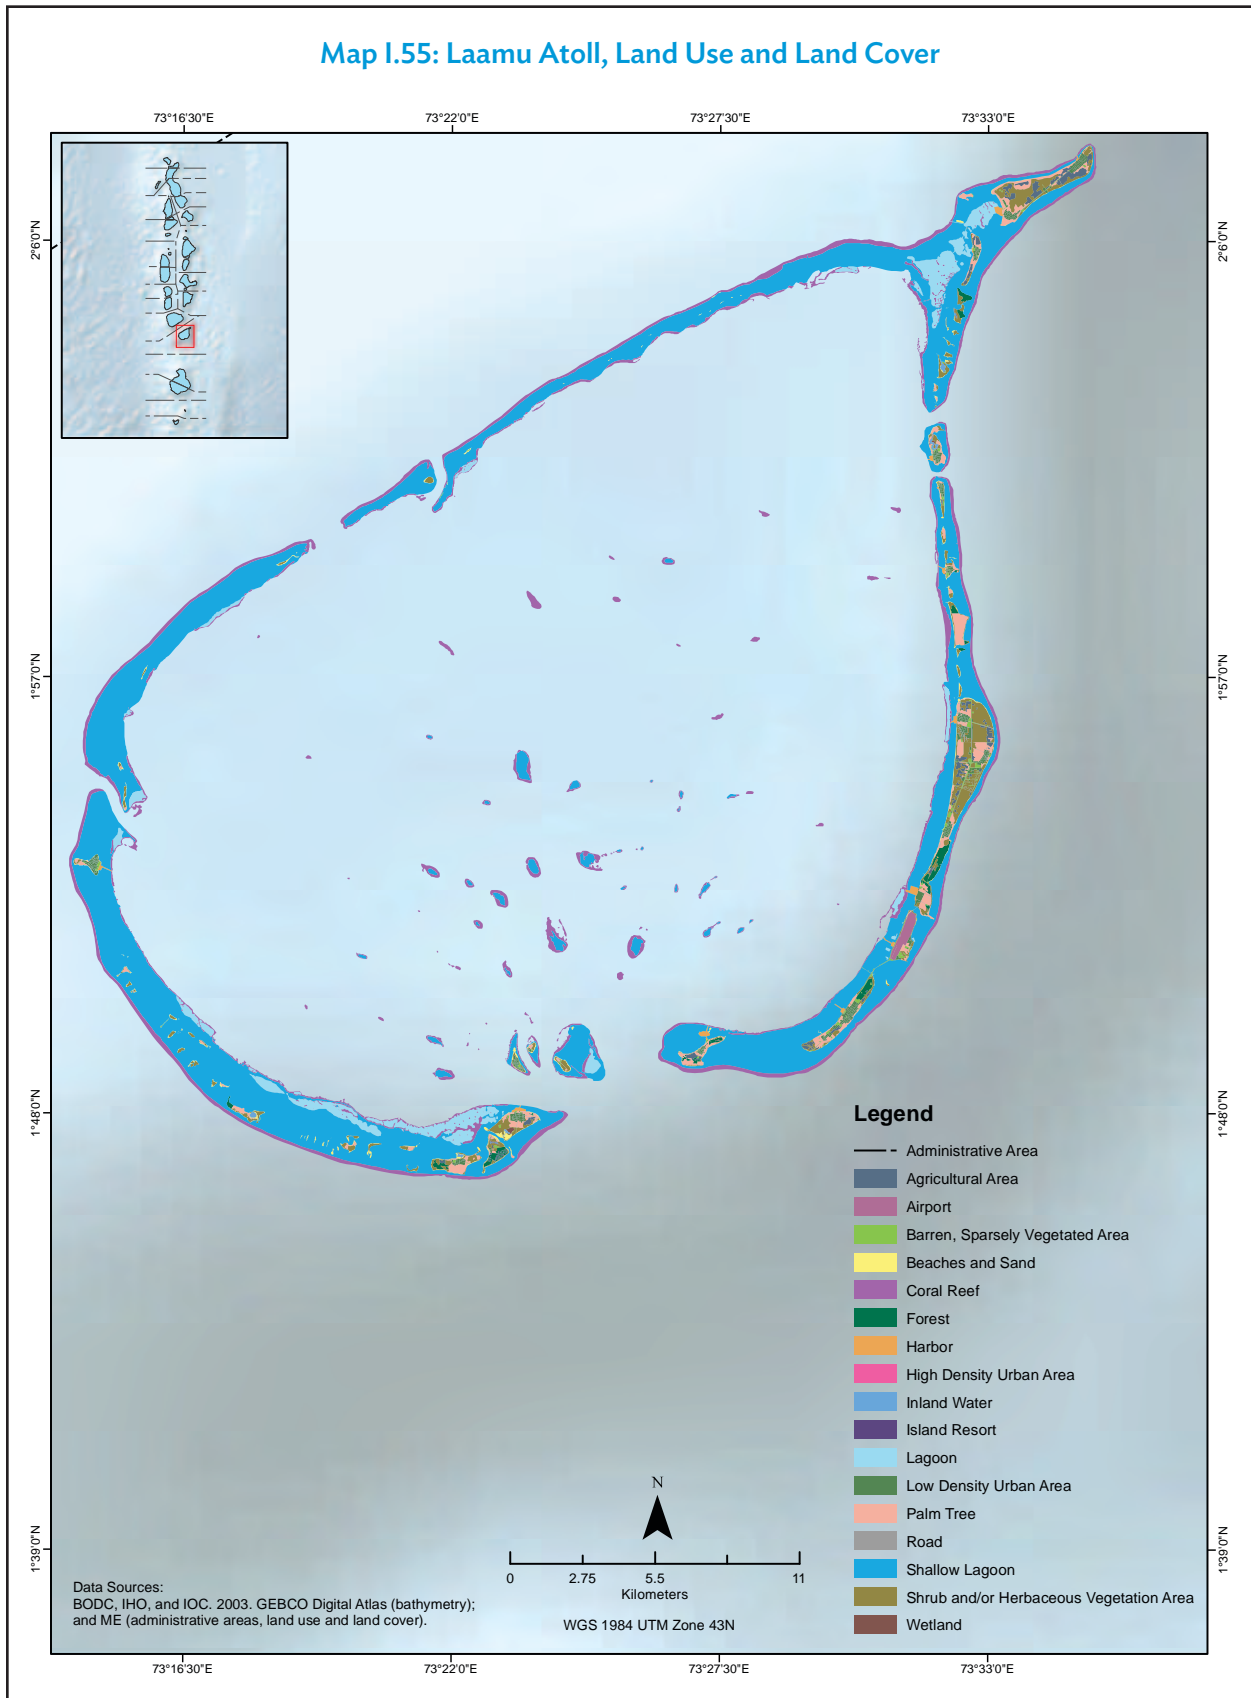 Map I.55: Laamu Atoll, Land Use and Land Cover
73°16'30"E
73°22'0"E
73°27'30"E
73°33'0"E
2°6'0"N
2°6'0"N
1°57'0"N
1°57'0"N
1°48'0"N
1°48'0"N
1°39'0"N
1°39'0"N
Legend
Administrative Area
Agricultural Area
Airport
Barren, Sparsely Vegetated Area
Beaches and Sand
Coral Reef
Forest
Harbor
High Density Urban Area
Inland Water
Island Resort
Lagoon
Low Density Urban Area
Palm Tree
Road
Shallow Lagoon
Shrub and/or Herbaceous Vegetation Area
Wetland
N
0
2.75
5.5
11
Kilometers
WGS 1984 UTM Zone 43N
Data Sources:
BODC, IHO, and IOC. 2003. GEBCO Digital Atlas (bathymetry);
and ME (administrative areas, land use and land cover).
73°16'30"E
73°22'0"E
73°27'30"E
73°33'0"E